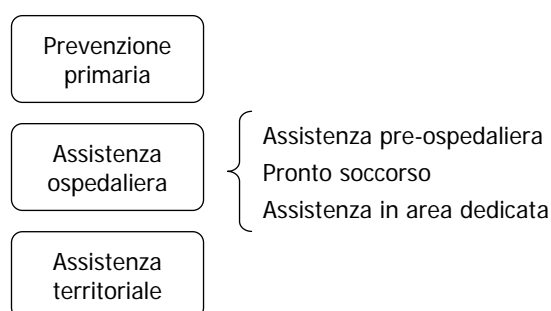 Prevenzione
primaria
Assistenza
ospedaliera
Assistenza pre-ospedaliera
Pronto soccorso
Assistenza in area dedicata
Assistenza
territoriale